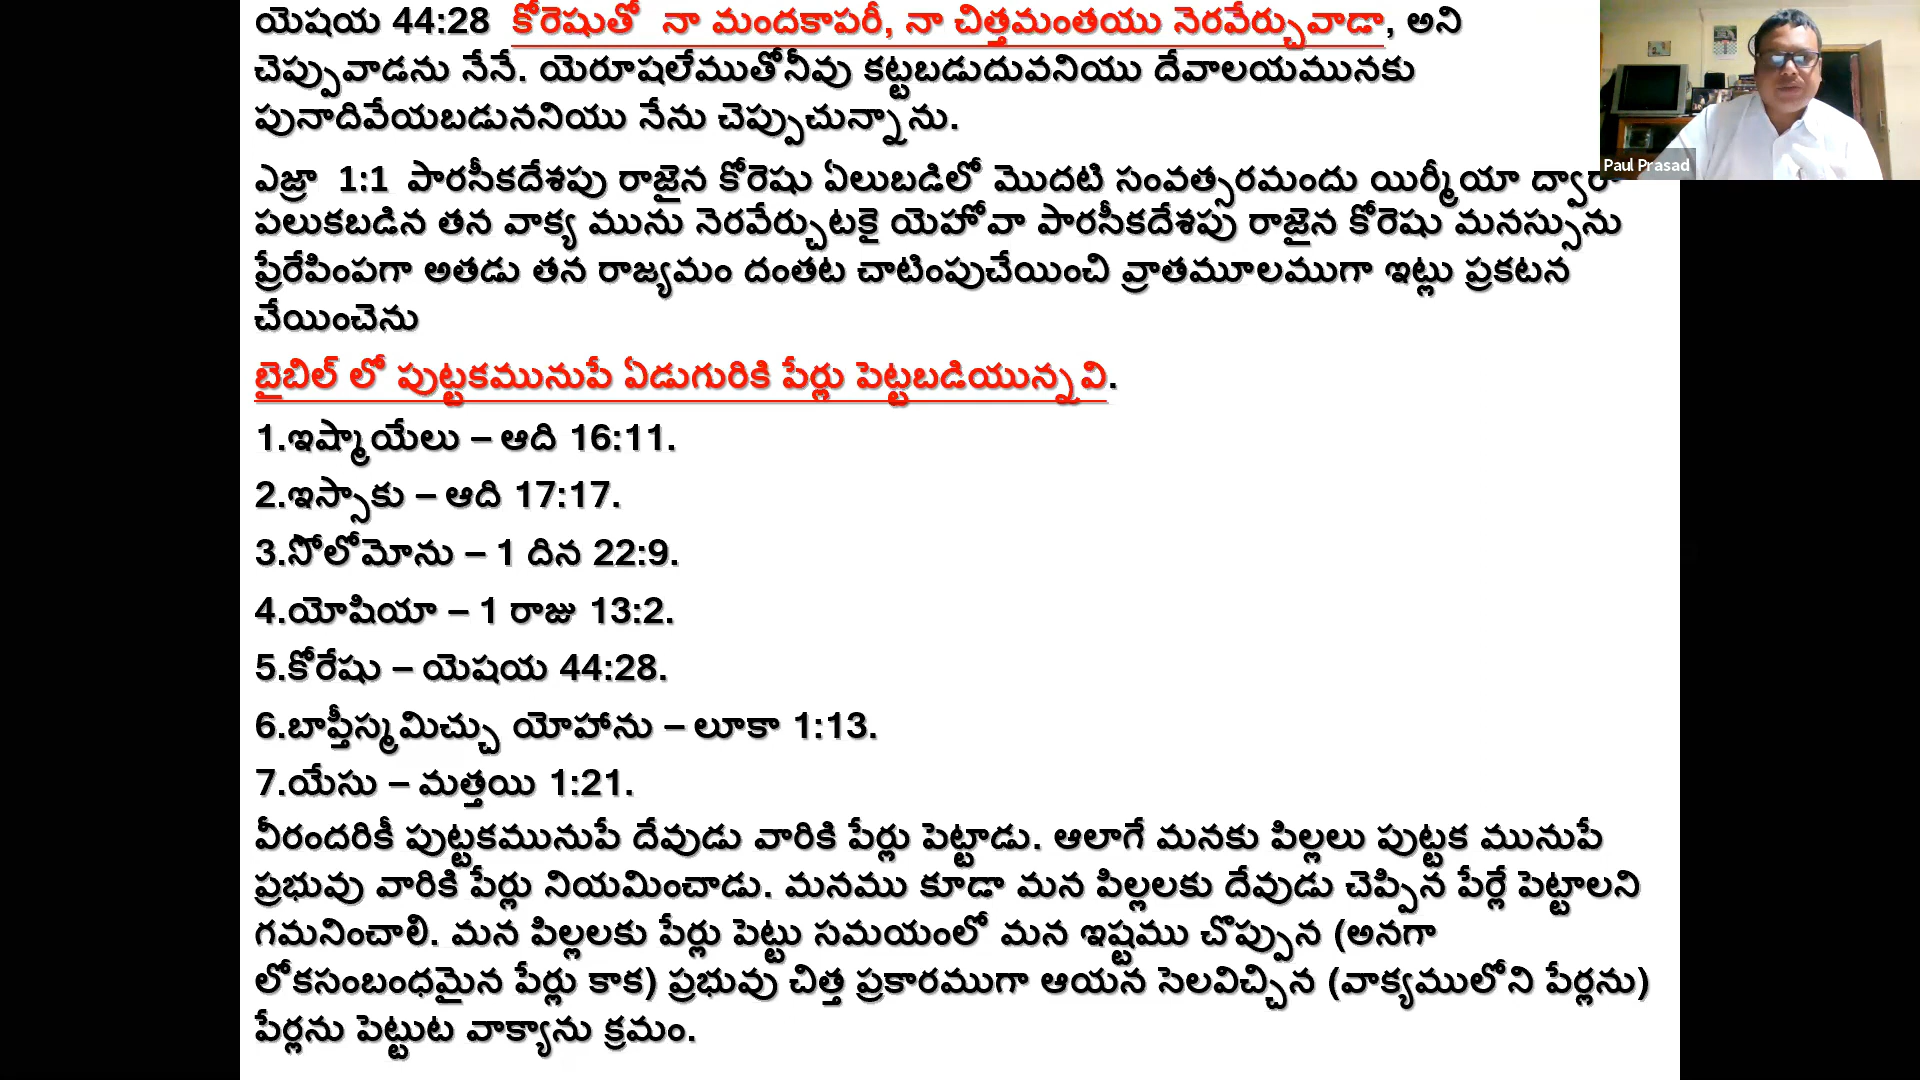 యెషయ 44:28  కోరెషుతో  నా మందకాపరీ, నా చిత్తమంతయు నెరవేర్చువాడా, అని
చెప్పువాడను నేనే. యెరూషలేముతోనీవు కట్టబడుదువనియు దేవాలయమునకు
పునాదివేయబడుననియు నేను చెప్పుచున్నాను.
ఎజ్రా  1:1  పారసీకదేశపు రాజైన కోరెషు ఏలుబడిలో మొదటి సంవత్సరమందు యిర్మీయా ద్వారా
పలుకబడిన తన వాక్య మును నెరవేర్చుటకై యెహోవా పారసీకదేశపు రాజైన కోరెషు మనస్సును
ప్రేరేపింపగా అతడు తన రాజ్యమం దంతట చాటింపుచేయించి వ్రాతమూలముగా ఇట్లు ప్రకటన
చేయించెను
బైబిల్ లో పుట్టకమునుపే ఏడుగురికి పేర్లు పెట్టబడియున్నవి.
1.ఇష్మాయేలు – ఆది 16:11.
2.ఇస్సాకు – ఆది 17:17.
3.సోలోమోను – 1 దిన 22:9.
4.యోషియా – 1 రాజు 13:2.
5.కోరేషు – యెషయ 44:28.
6.బాప్తీస్మమిచ్చు యోహాను – లూకా 1:13.
7.యేసు – మత్తయి 1:21.
వీరందరికీ పుట్టకమునుపే దేవుడు వారికి పేర్లు పెట్టాడు. ఆలాగే మనకు పిల్లలు పుట్టక మునుపే
ప్రభువు వారికి పేర్లు నియమించాడు. మనము కూడా మన పిల్లలకు దేవుడు చెప్పిన పేర్లే పెట్టాలని
గమనించాలి. మన పిల్లలకు పేర్లు పెట్టు సమయంలో మన ఇష్టము చొప్పున (అనగా
లోకసంబంధమైన పేర్లు కాక) ప్రభువు చిత్త ప్రకారముగా ఆయన సెలవిచ్చిన (వాక్యములోని పేర్లను)
పేర్లను పెట్టుట వాక్యాను క్రమం.
Paul Prasad